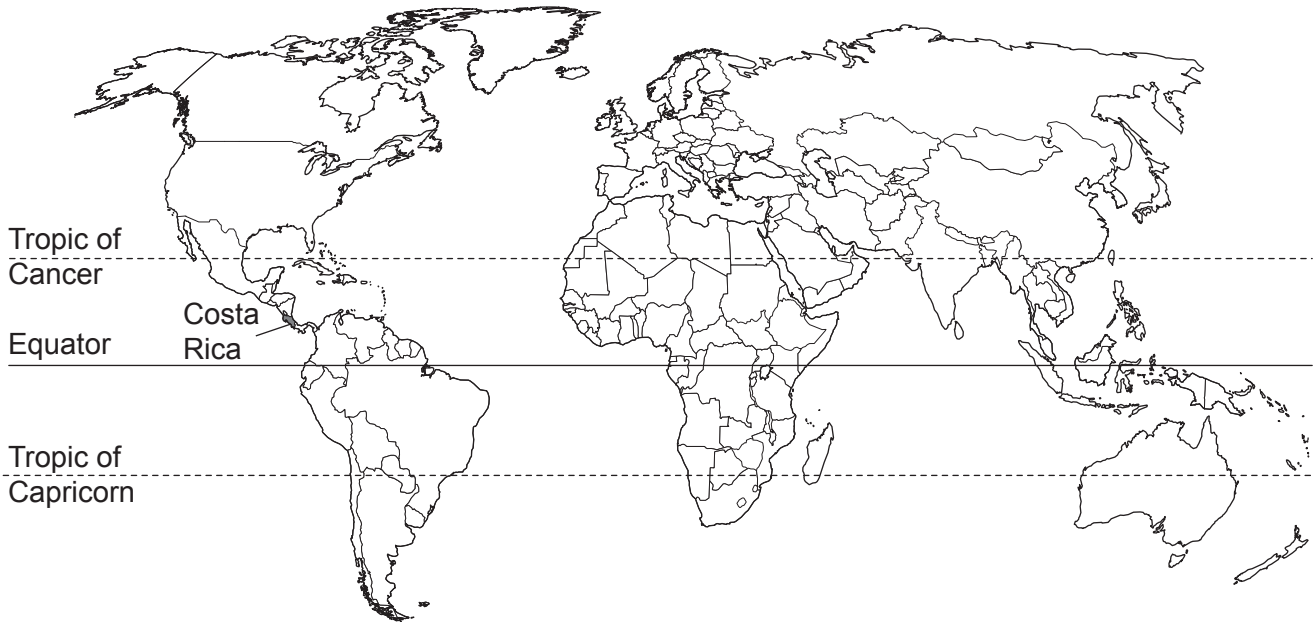 Tropic of
Cancer
Costa
Rica
Equator
Tropic of
Capricorn